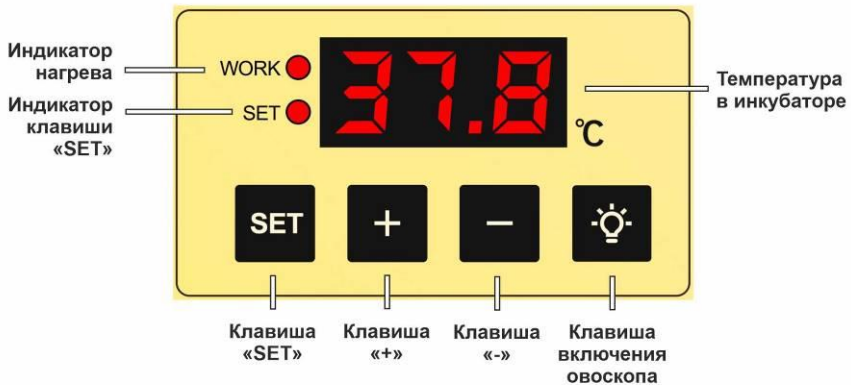 Индикатор
нагрева
WORK
Индикатор
клавиши
«SET»
SET
37.8
°C
Температура
в инкубаторе
SET
+
−
Клавиша
«SET»
Клавиша
«+»
Клавиша
«-»
Клавиша
включения
овоскопа